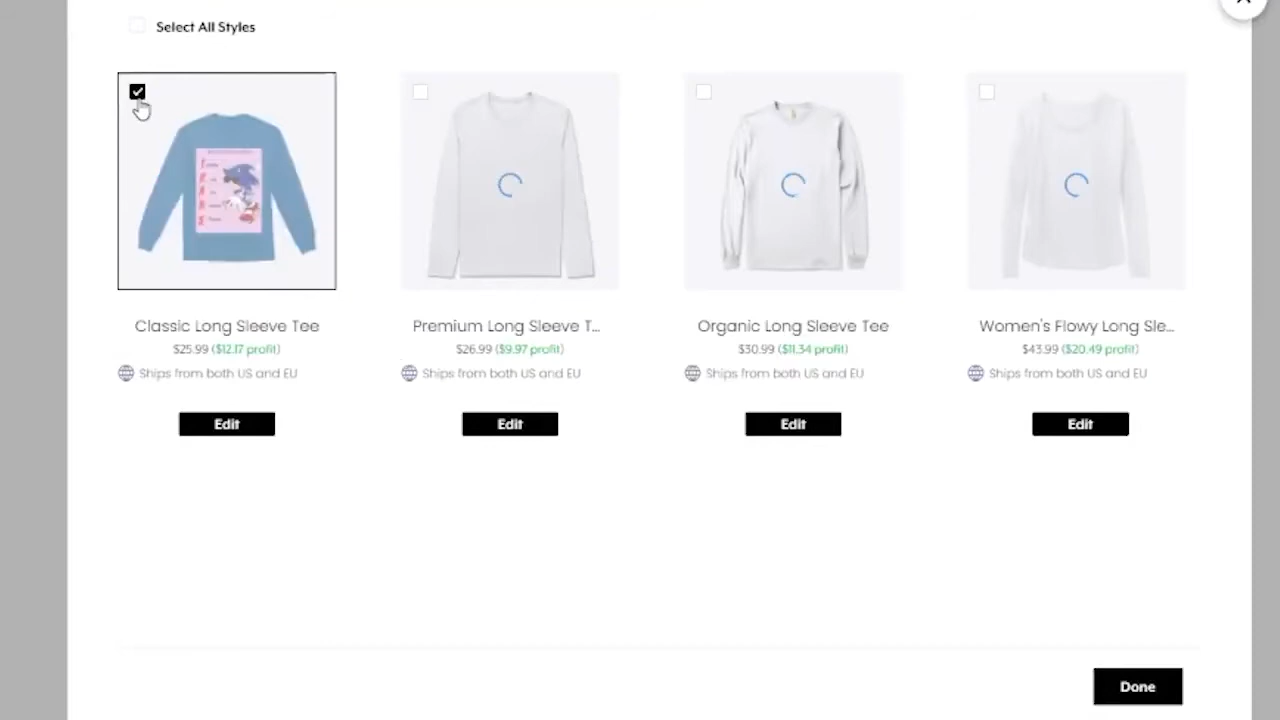 Select All Styles
Classic Long Sleeve Tee
$25.99 ($12.17 profit)
Ships from both US and EU
Edit
Premium Long Sleeve T...
$26.99 ($9.97 profit)
Ships from both US and EU
Edit
Organic Long Sleeve Tee
$30.99 ($11.34 profit)
Ships from both US and EU
Edit
Women's Flowy Long Sle...
$43.99 ($20.49 profit)
Ships from both US and EU
Edit
Done